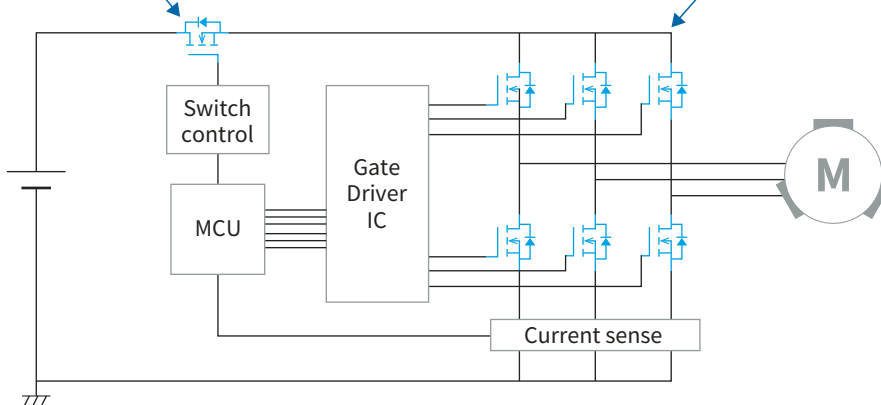 Switch
control
MCU
Gate
Driver
IC
M
Current sense